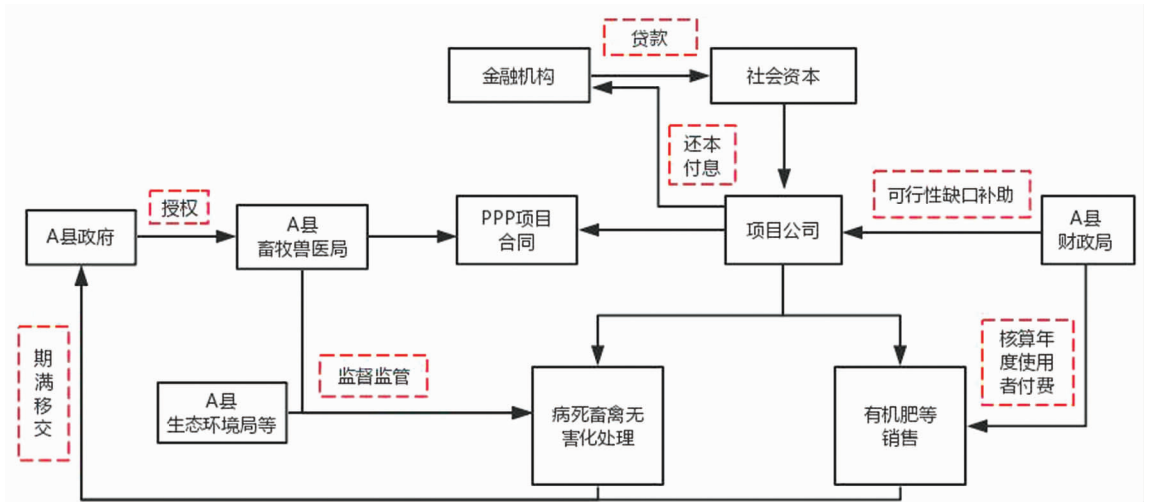 贷款
金融机构
社会资本
还本
付息
可行性缺口补助
授权
A县政府
A县
畜牧兽医局
PPP项目
合同
项目公司
A县
财政局
期
满
移
交
监督监管
核算年
度使用
者付费
A县
生态环境局等
病死畜禽无
害化处理
有机肥等
销售